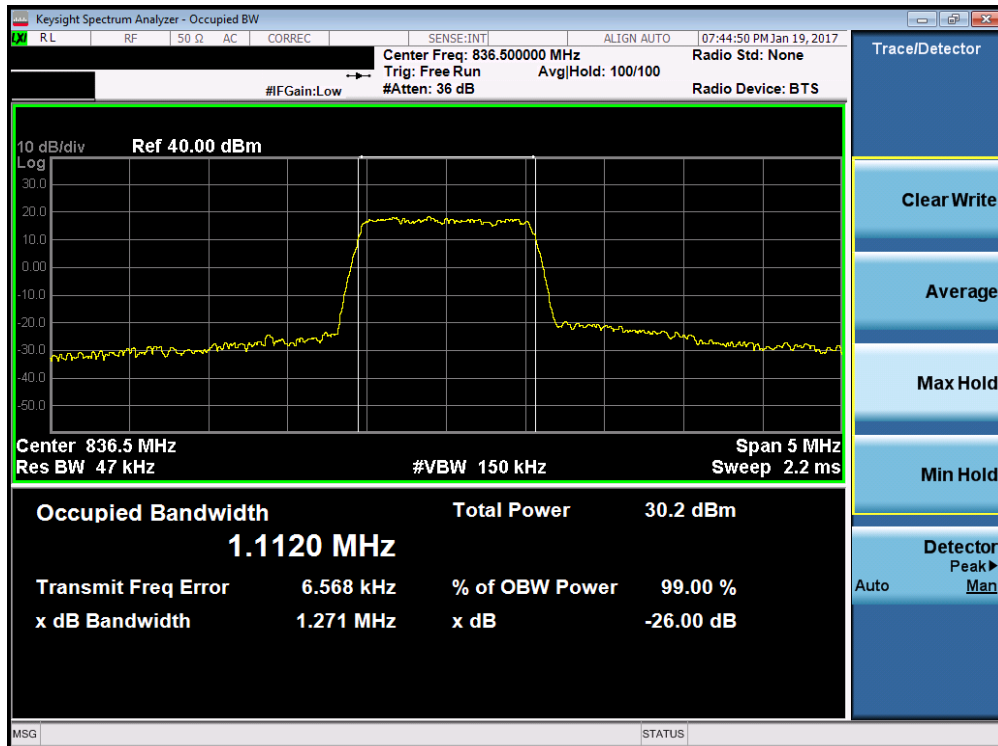 Keysight Spectrum Analyzer - Occupied BW
LXI RL RF 50 Ω AC CORREC SENSE:INT ALIGN AUTO 07:44:50 PM Jan 19, 2017
Center Freq: 836.500000 MHz Radio Std: None
Trig: Free Run Avg|Hold: 100/100
#IFGain:Low #Atten: 36 dB Radio Device: BTS
Trace/Detector
10 dB/div Ref 40.00 dBm
Log
30.0
20.0
10.0
0.00
-10.0
-20.0
-30.0
-40.0
-50.0
Center 836.5 MHz Span 5 MHz
Res BW 47 kHz #VBW 150 kHz Sweep 2.2 ms
Occupied Bandwidth Total Power 30.2 dBm
1.1120 MHz
Transmit Freq Error 6.568 kHz % of OBW Power 99.00 %
x dB Bandwidth 1.271 MHz x dB -26.00 dB
Clear Write
Average
Max Hold
Min Hold
Detector
Peak▶
Auto Man
MSG STATUS